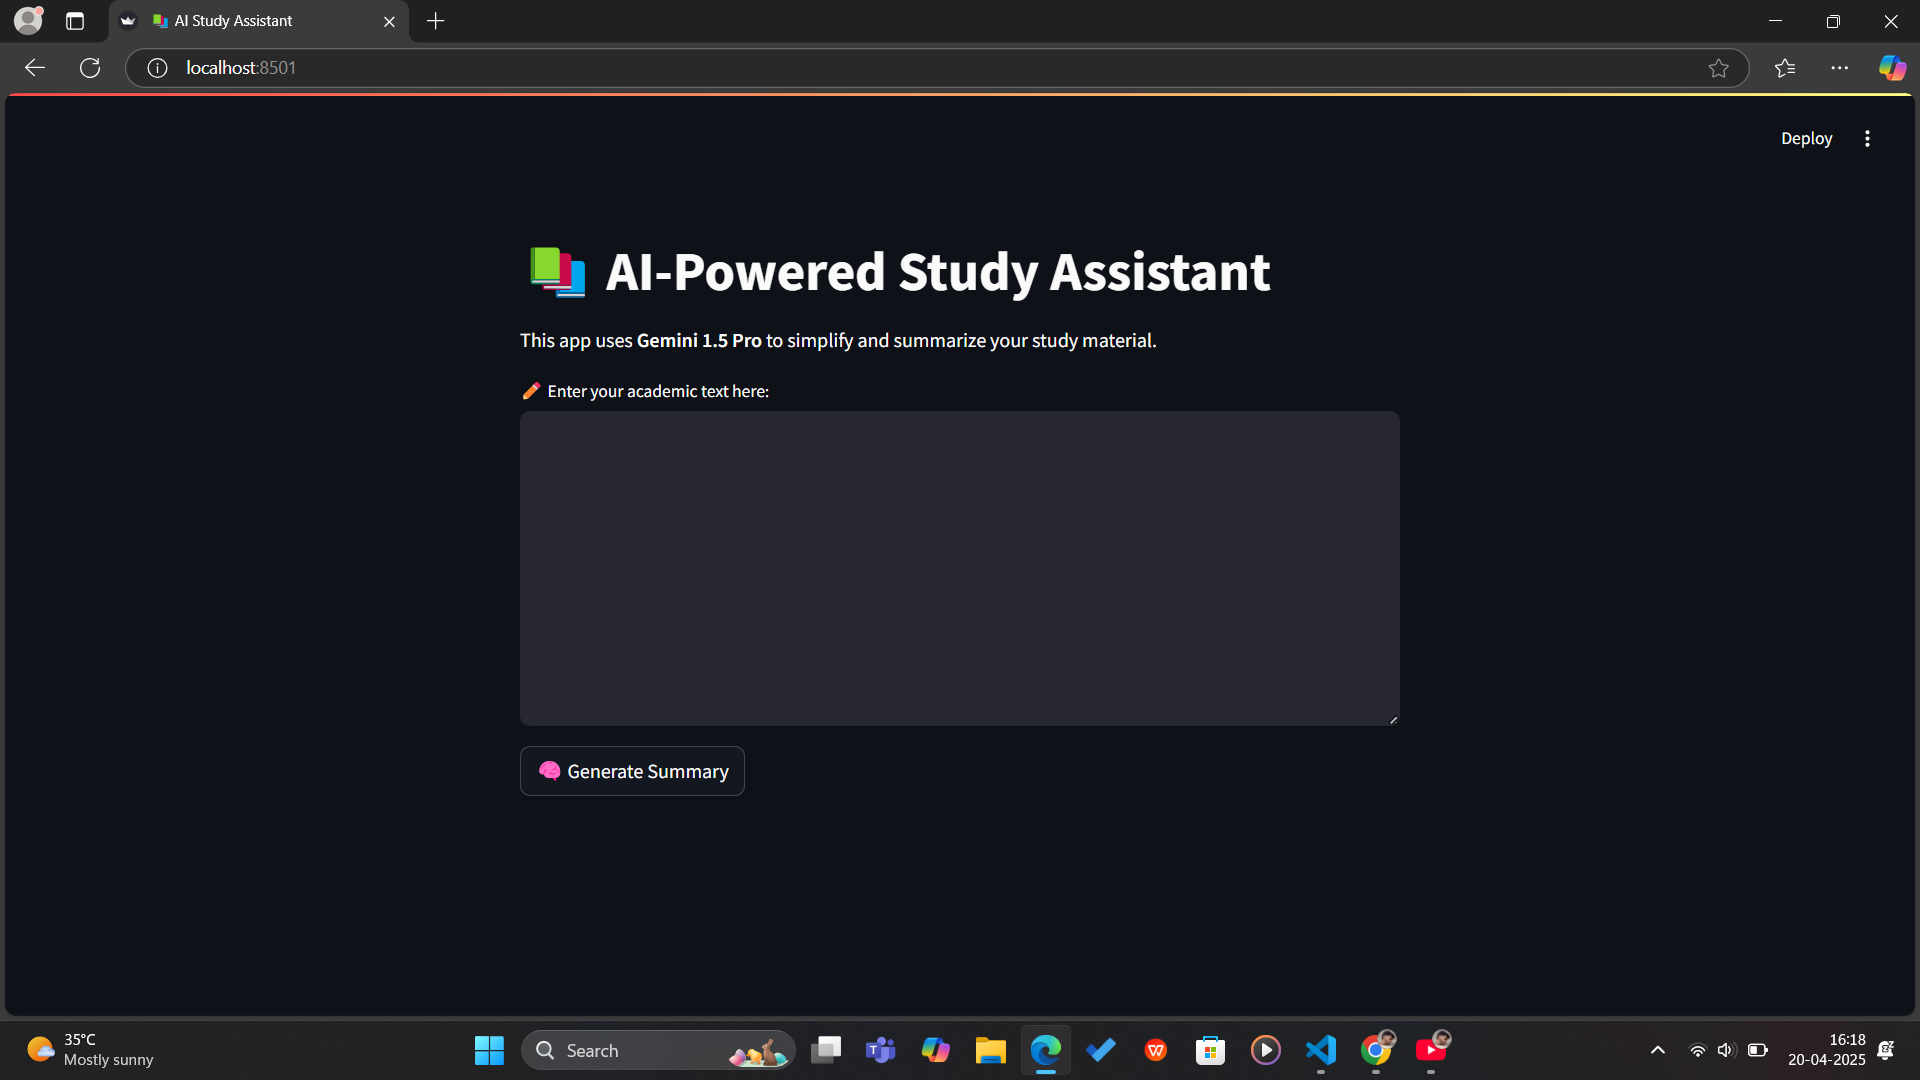 AI Study Assistant
localhost:8501
Deploy
AI-Powered Study Assistant
This app uses Gemini 1.5 Pro to simplify and summarize your study material.
Enter your academic text here:
Generate Summary
35°C
Mostly sunny
Search
16:18
20-04-2025